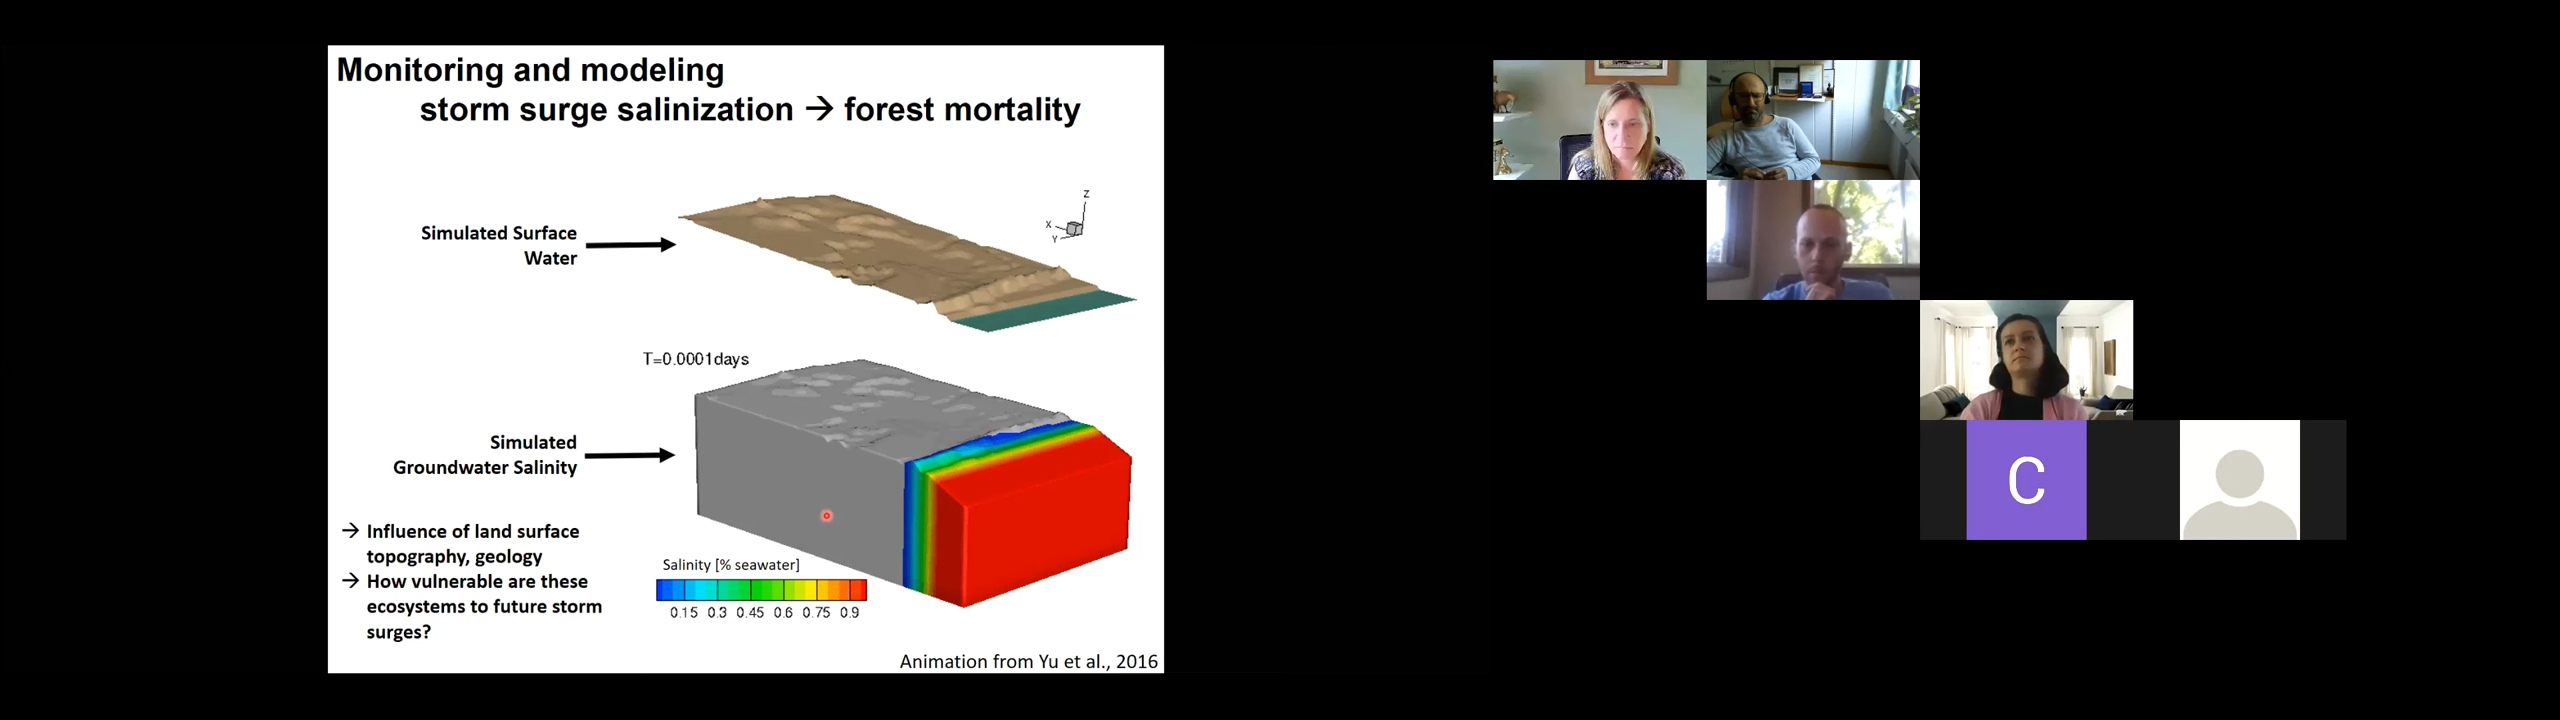 Monitoring and modeling
storm surge salinization → forest mortality
Simulated Surface
Water
Z
X
Y
T=0.0001days
Simulated
Groundwater Salinity
→ Influence of land surface
topography, geology
→ How vulnerable are these
ecosystems to future storm
surges?
Salinity [% seawater]
0.15 0.3 0.45 0.6 0.75 0.9
Animation from Yu et al., 2016
C